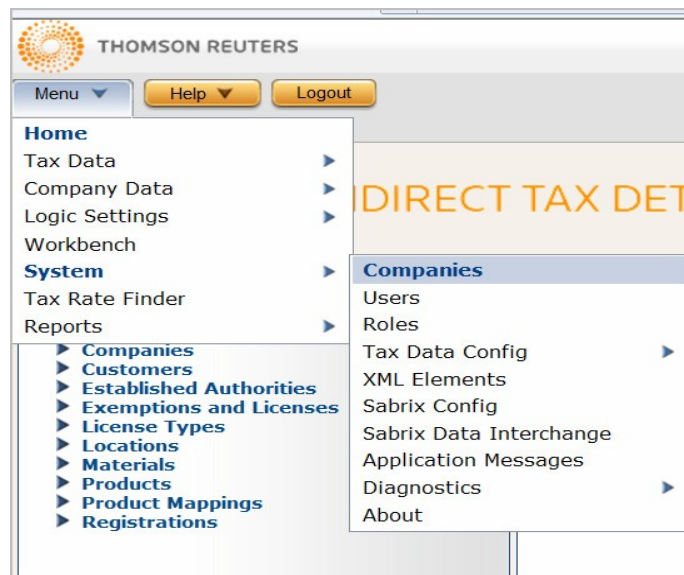 THOMSON REUTERS
Menu
Help
Logout
Home
Tax Data
Company Data
Logic Settings
Workbench
System
Tax Rate Finder
Reports
Companies
Users
Roles
Tax Data Config
XML Elements
Sabrix Config
Sabrix Data Interchange
Application Messages
Diagnostics
About
Companies
Customers
Established Authorities
Exemptions and Licenses
License Types
Locations
Materials
Products
Product Mappings
Registrations
NDIRECT TAX DET